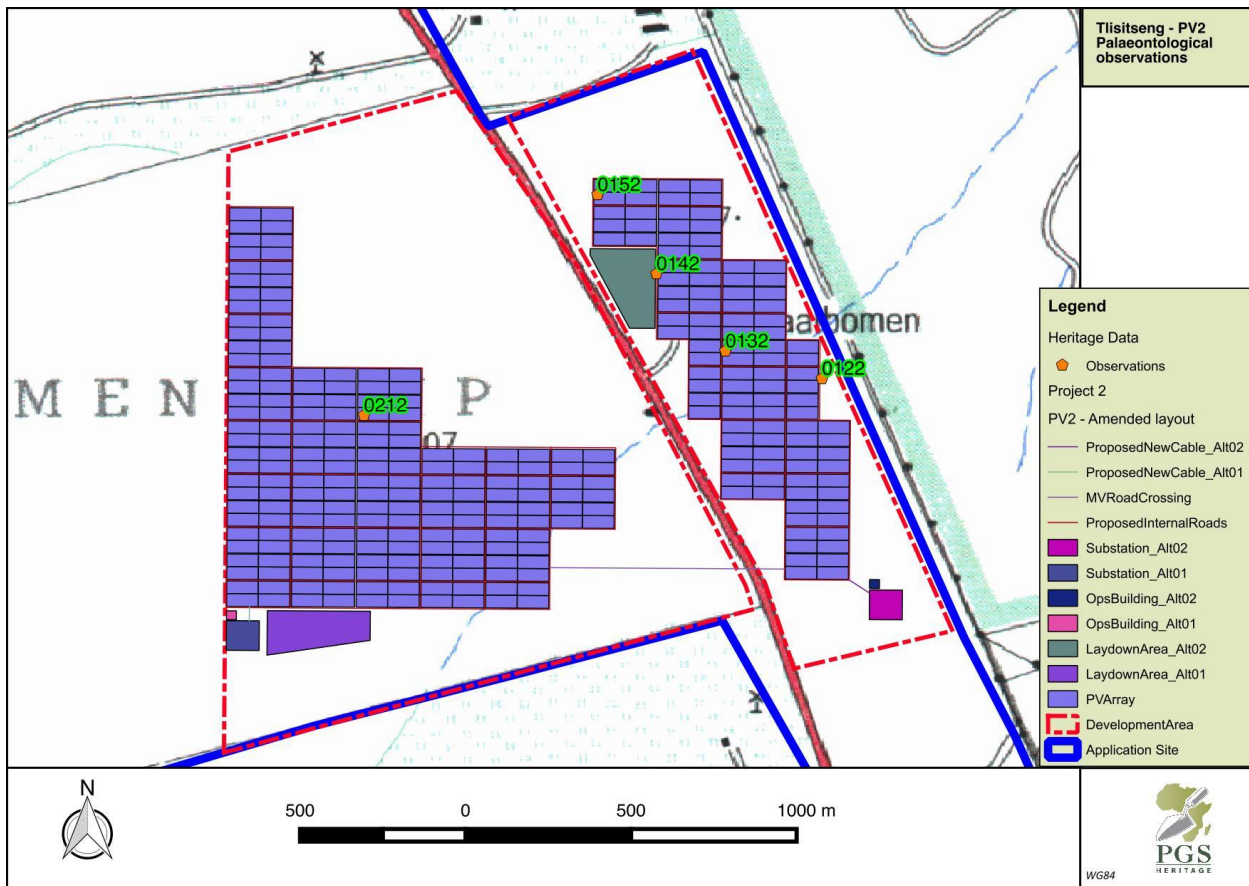 Tlisitseng - PV2
Palaeontological
observations
0152
7.
0142
aarbomen
0132
0122
M E N
P
0212
07
Legend
Heritage Data
Observations
Project 2
PV2 - Amended layout
ProposedNewCable_Alt02
ProposedNewCable_Alt01
MVRoadCrossing
ProposedInternalRoads
Substation_Alt02
Substation_Alt01
OpsBuilding_Alt02
OpsBuilding_Alt01
LaydownArea_Alt02
LaydownArea_Alt01
PVArray
DevelopmentArea
Application Site
N
500 0 500 1000 m
WG84
PGS
HERITAGE